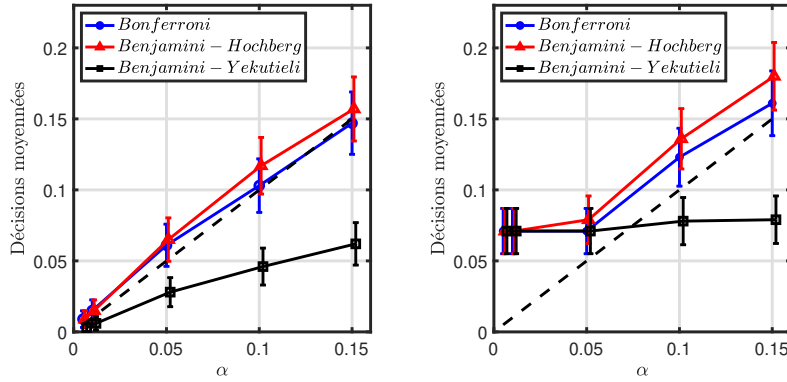 Bonferroni
Benjamini − Hochberg
Benjamini − Yekutieli
Décisions moyennées
0.2
0.15
0.1
0.05
0
0
0.05
0.1
0.15
α
Bonferroni
Benjamini − Hochberg
Benjamini − Yekutieli
Décisions moyennées
0.2
0.15
0.1
0.05
0
0
0.05
0.1
0.15
α